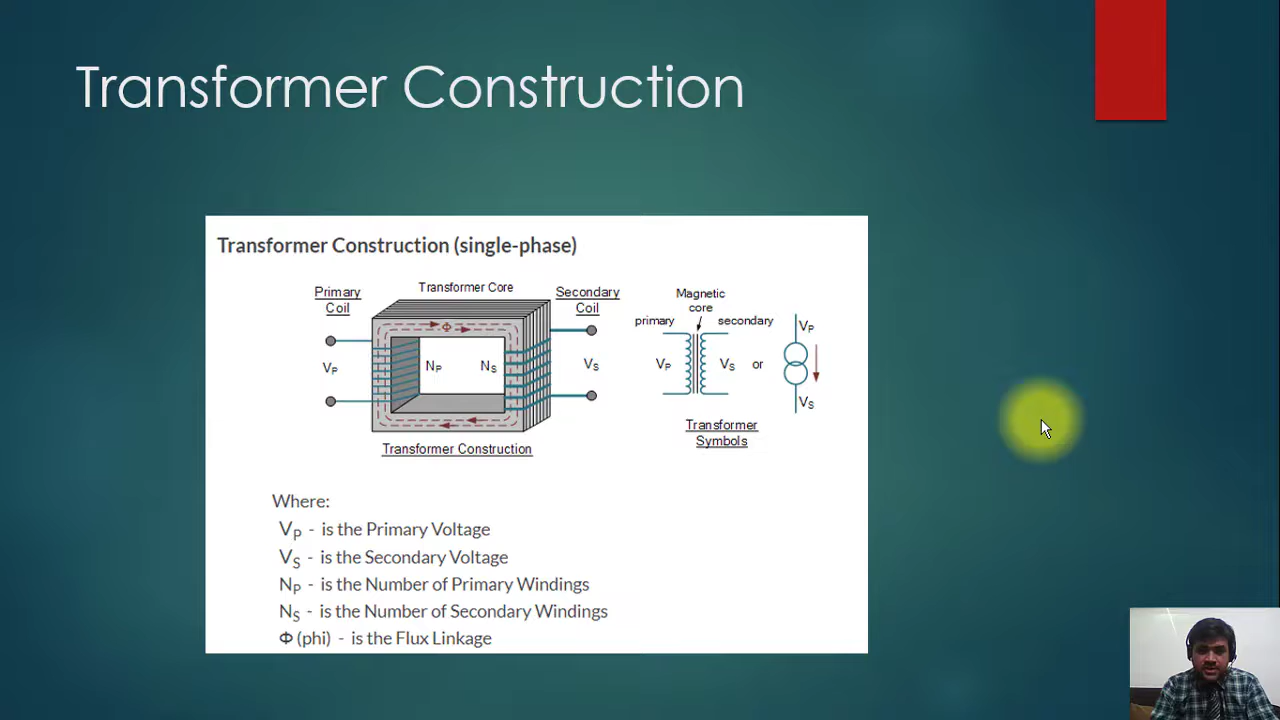 Transformer Construction
Transformer Construction (single-phase)
Primary
Coil
Transformer Core
Secondary
Coil
Φ
V_P
N_P
N_S
V_S
Transformer Construction
Magnetic
core
primary
secondary
V_P
V_S
or
V_P
V_S
Transformer
Symbols
Where:
V_P - is the Primary Voltage
V_S - is the Secondary Voltage
N_P - is the Number of Primary Windings
N_S - is the Number of Secondary Windings
Φ (phi) - is the Flux Linkage